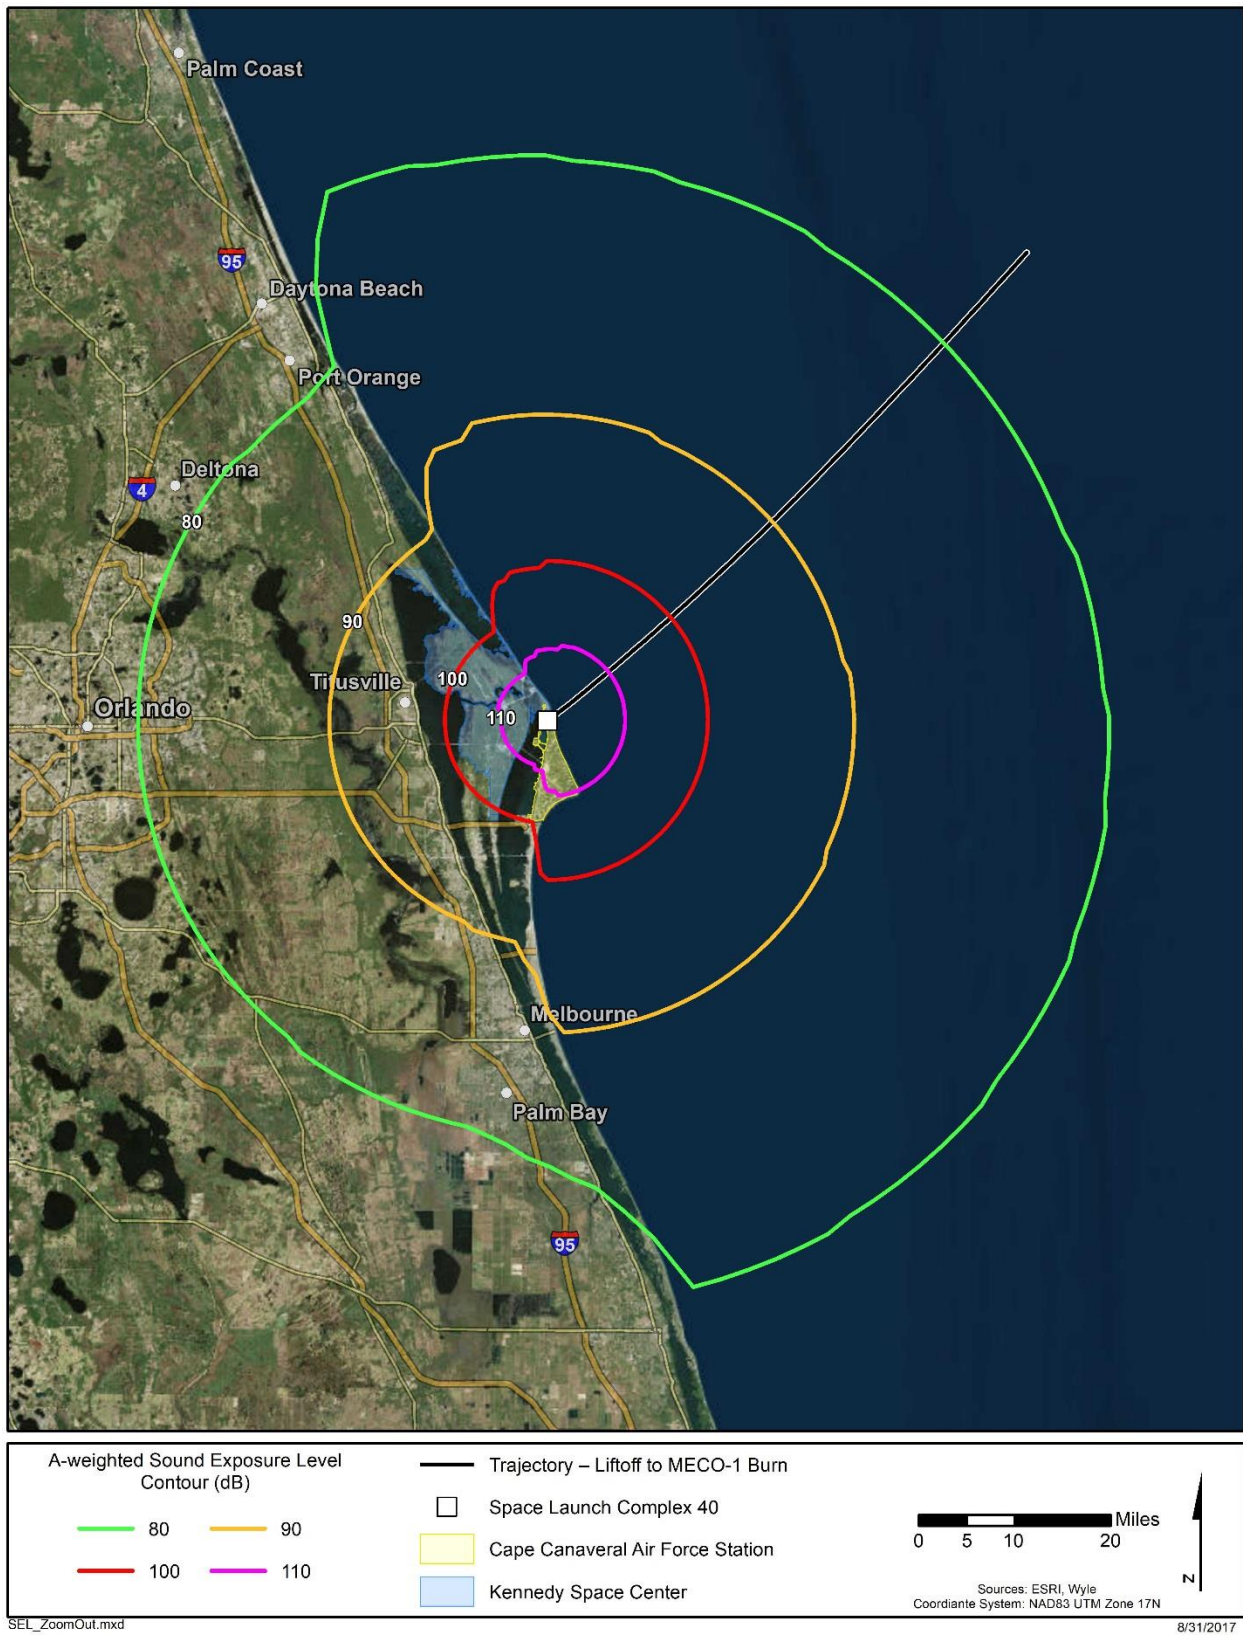 Palm Coast
95
Daytona Beach
Port Orange
Deltona
4
80
90
Titusville
100
Orlando
110
Melbourne
Palm Bay
95
A-weighted Sound Exposure Level
Contour (dB)
80
90
100
110
Trajectory – Liftoff to MECO-1 Burn
Space Launch Complex 40
Cape Canaveral Air Force Station
Kennedy Space Center
Miles
0 5 10 20
N
Sources: ESRI, Wyle
Coordiante System: NAD83 UTM Zone 17N
SEL_ZoomOut.mxd
8/31/2017